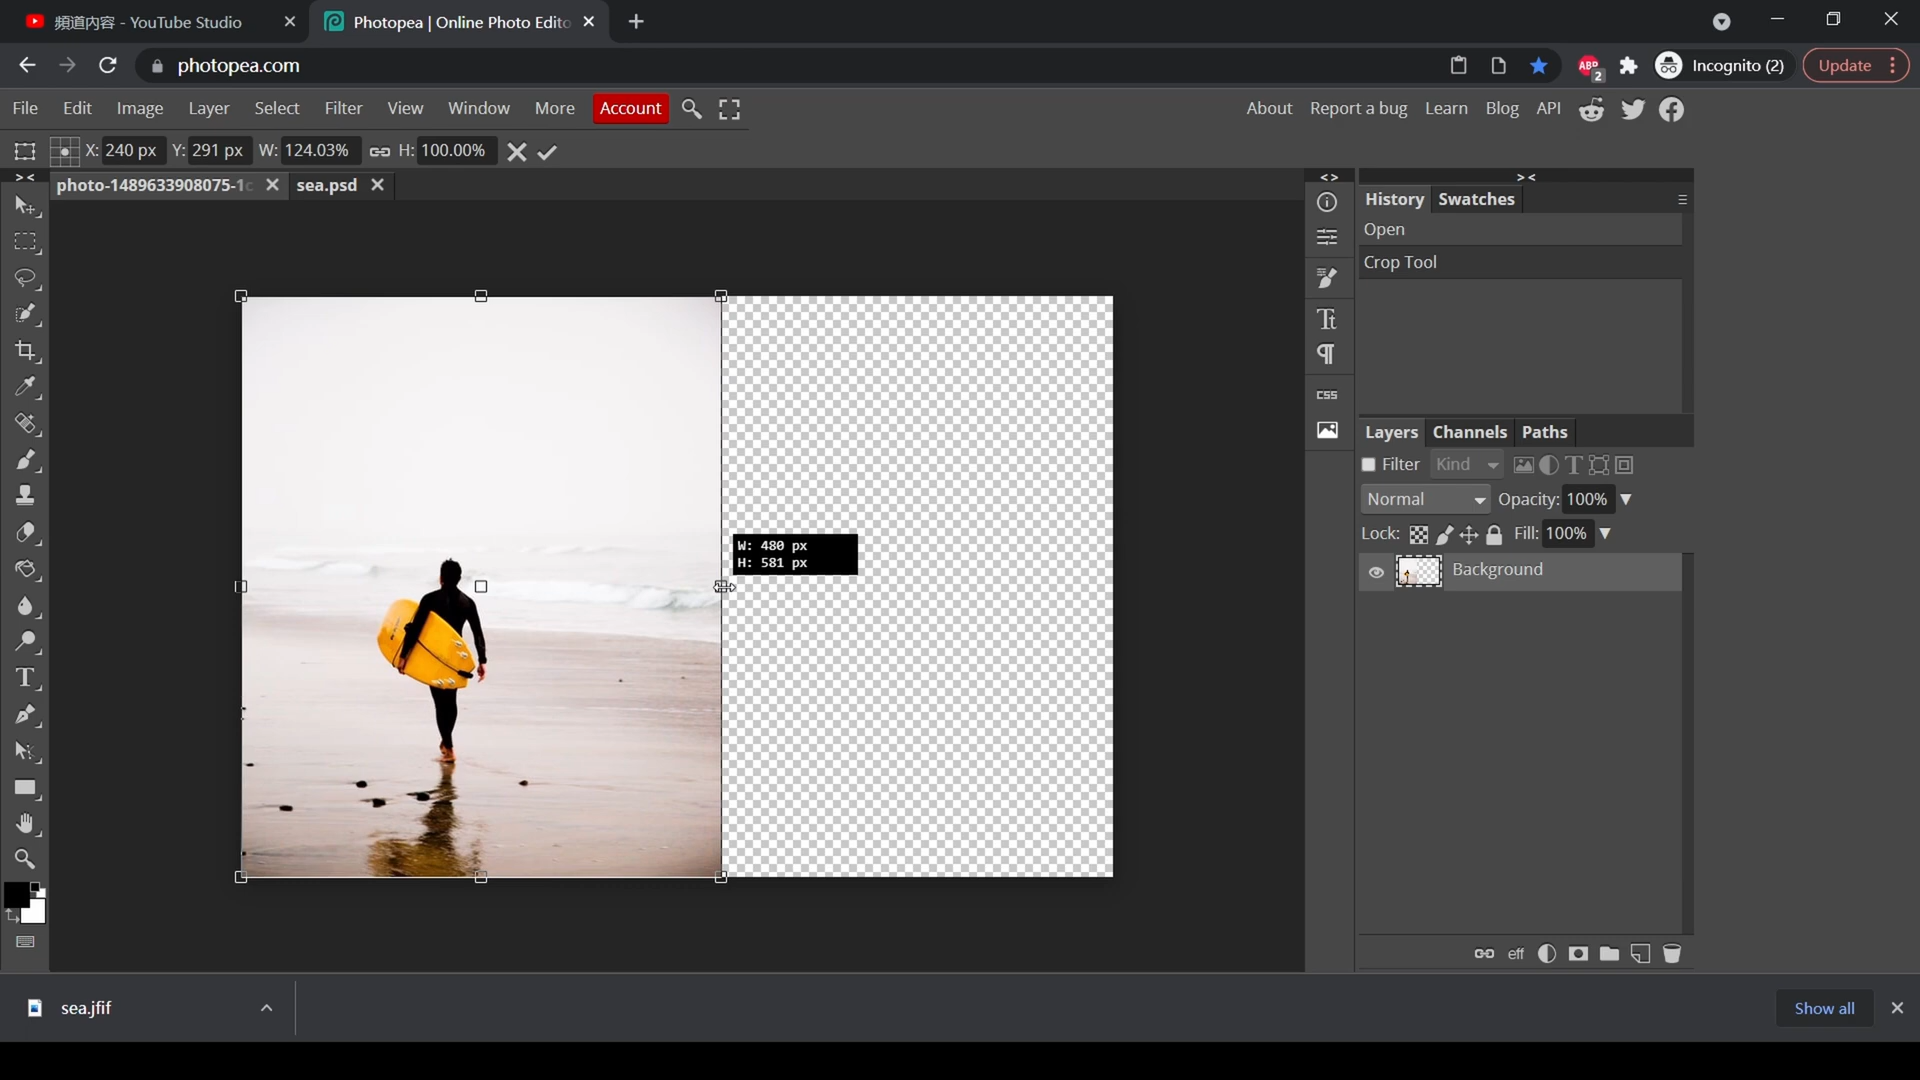 頻道内容 - YouTube Studio
Photopea | Online Photo Edito
photopea.com
ABP
2
Incognito (2)
Update
File Edit Image Layer Select Filter View Window More Account
About Report a bug Learn Blog API
X: 240 px Y: 291 px W: 124.03% H: 100.00%
photo-1489633908075-1c
sea.psd
> <
< >
> <
History Swatches
Open
Crop Tool
CSS
W: 480 px
H: 581 px
Layers Channels Paths
Filter Kind
Normal Opacity: 100%
Lock: Fill: 100%
Background
eff
sea.jfif
Show all